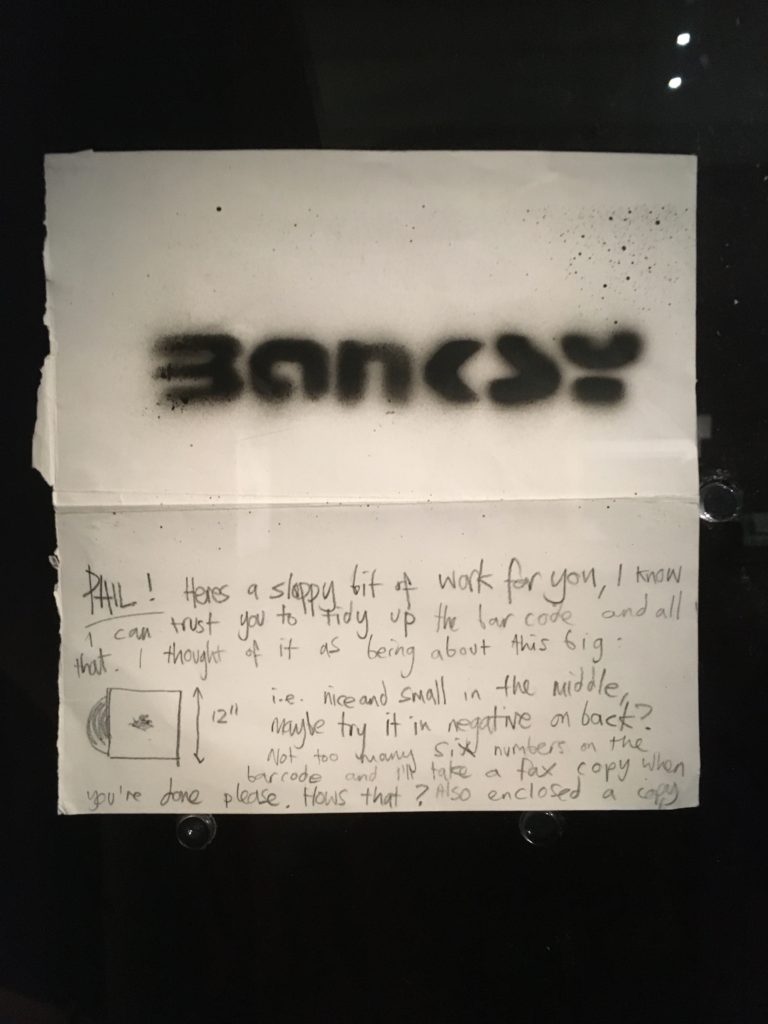 BANKSY
PHIL! Heres a sloppy bit of work for you, I know
I can trust you to tidy up the bar code and all
that. I thought of it as being about this big:
12" i.e. nice and small in the middle,
maybe try it in negative on back?
Not too many six numbers on the
barcode and I'll take a fax copy when
you're done please. Hows that? Also enclosed a copy